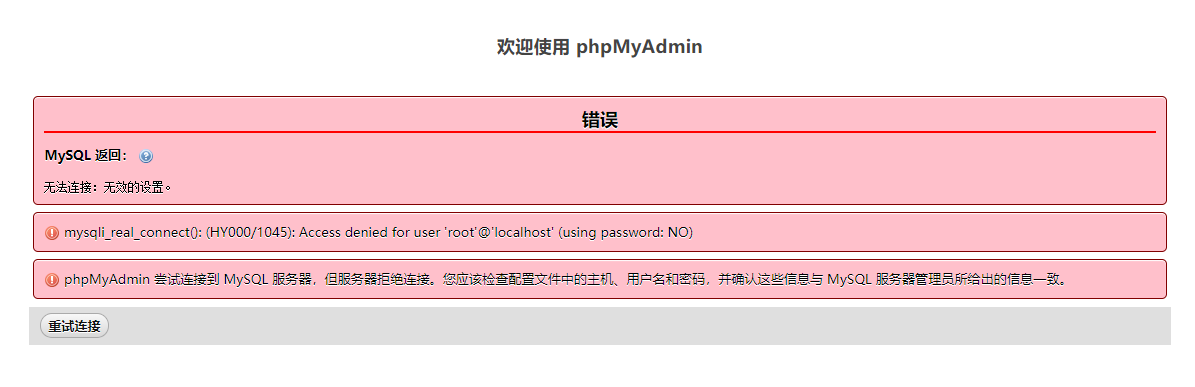 欢迎使用 phpMyAdmin
错误
MySQL 返回：
无法连接：无效的设置。
mysqli_real_connect(): (HY000/1045): Access denied for user 'root'@'localhost' (using password: NO)
phpMyAdmin 尝试连接到 MySQL 服务器，但服务器拒绝连接。您应该检查配置文件中的主机、用户名和密码，并确认这些信息与 MySQL 服务器管理员所给出的信息一致。
重试连接